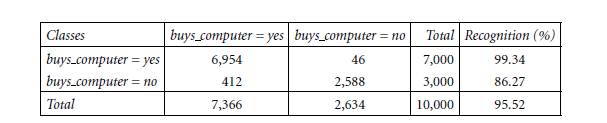 Classes buys_computer = yes buys_computer = no Total Recognition (%)
buys_computer = yes 6,954 46 7,000 99.34
buys_computer = no 412 2,588 3,000 86.27
Total 7,366 2,634 10,000 95.52